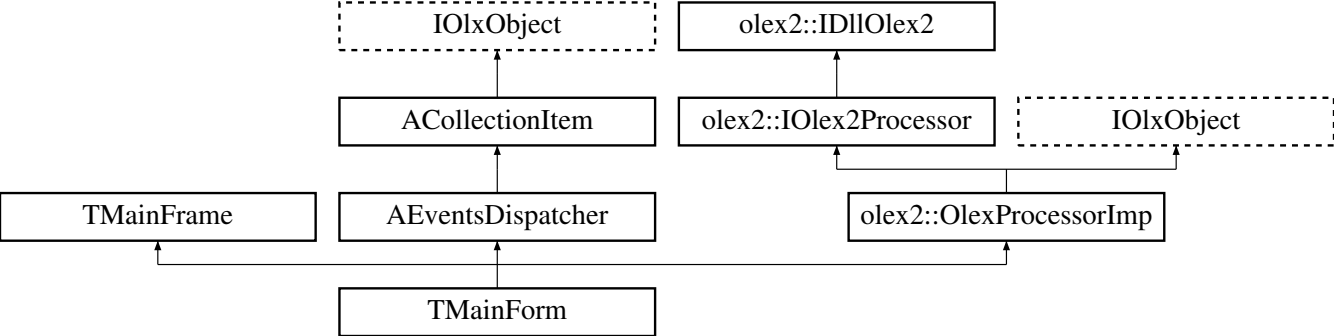 IOlxObject
olex2::IDllOlex2
ACollectionItem
olex2::IOlex2Processor
IOlxObject
TMainFrame
AEventsDispatcher
olex2::OlexProcessorImp
TMainForm